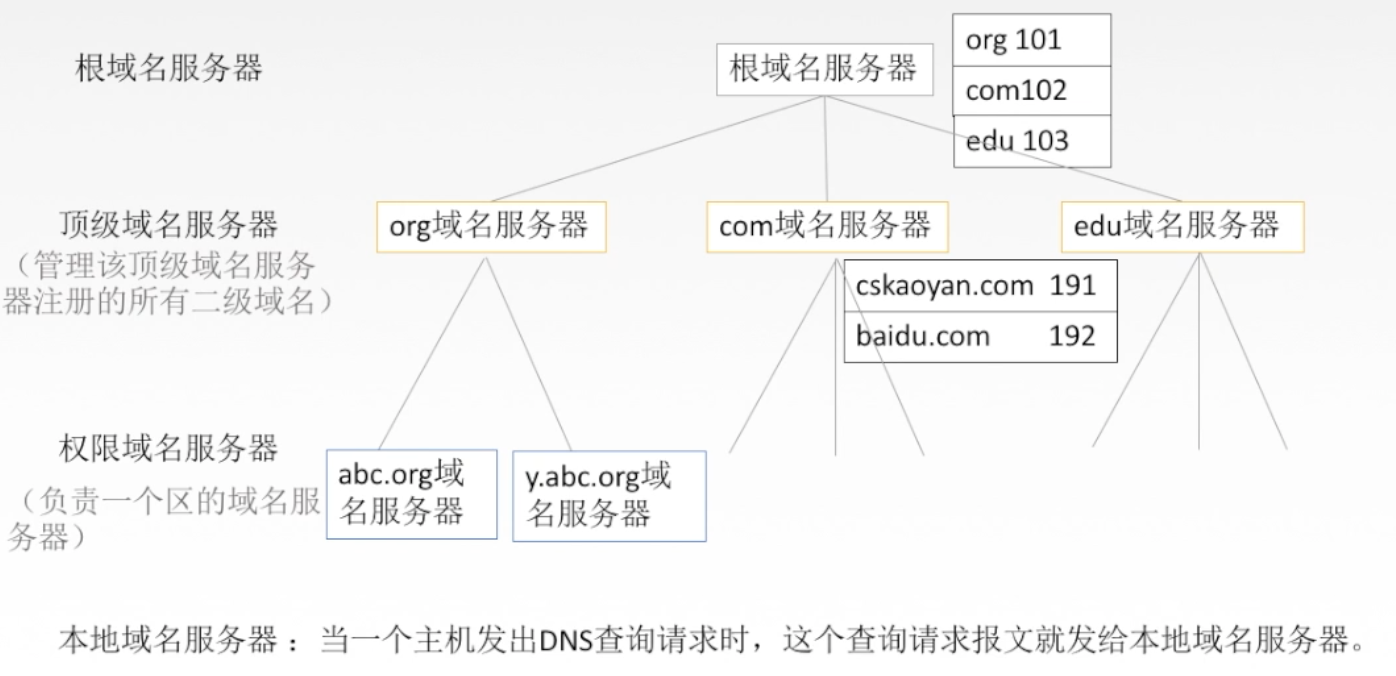 根域名服务器
根域名服务器
org 101
com102
edu 103
顶级域名服务器
（管理该顶级域名服务
器注册的所有二级域名）
org域名服务器
com域名服务器
edu域名服务器
cskaoyan.com 191
baidu.com 192
权限域名服务器
（负责一个区的域名服
务器）
abc.org域
名服务器
y.abc.org域
名服务器
本地域名服务器： 当一个主机发出DNS查询请求时，这个查询请求报文就发给本地域名服务器。